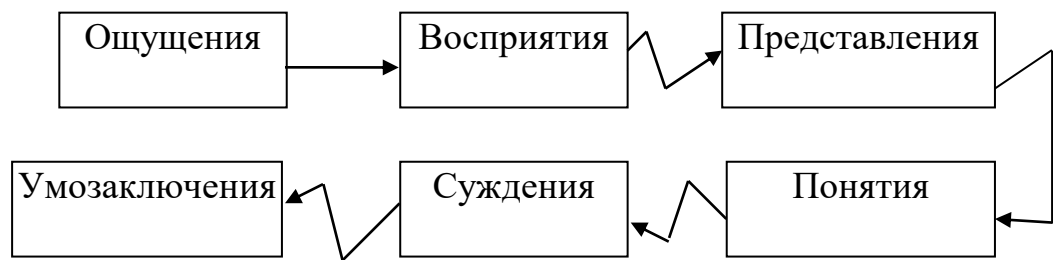 Ощущения
Восприятия
Представления
Умозаключения
Суждения
Понятия